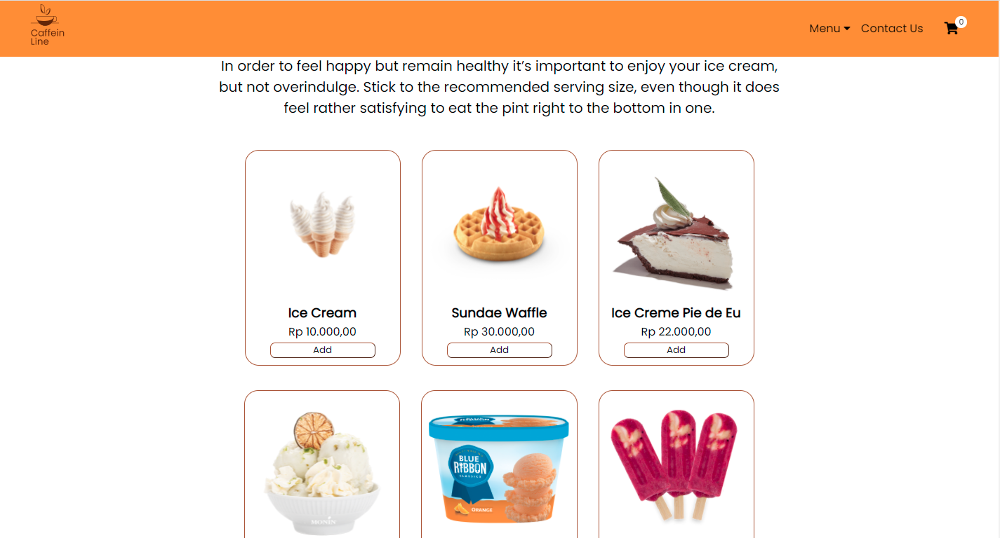 Caffein
Line
Menu
Contact Us
0
In order to feel happy but remain healthy it’s important to enjoy your ice cream,
but not overindulge. Stick to the recommended serving size, even though it does
feel rather satisfying to eat the pint right to the bottom in one.
Ice Cream
Rp 10.000,00
Add
Sundae Waffle
Rp 30.000,00
Add
Ice Creme Pie de Eu
Rp 22.000,00
Add
MONIN
RIBBON
BLUE
RIBBON
CLASSICS
ORANGE